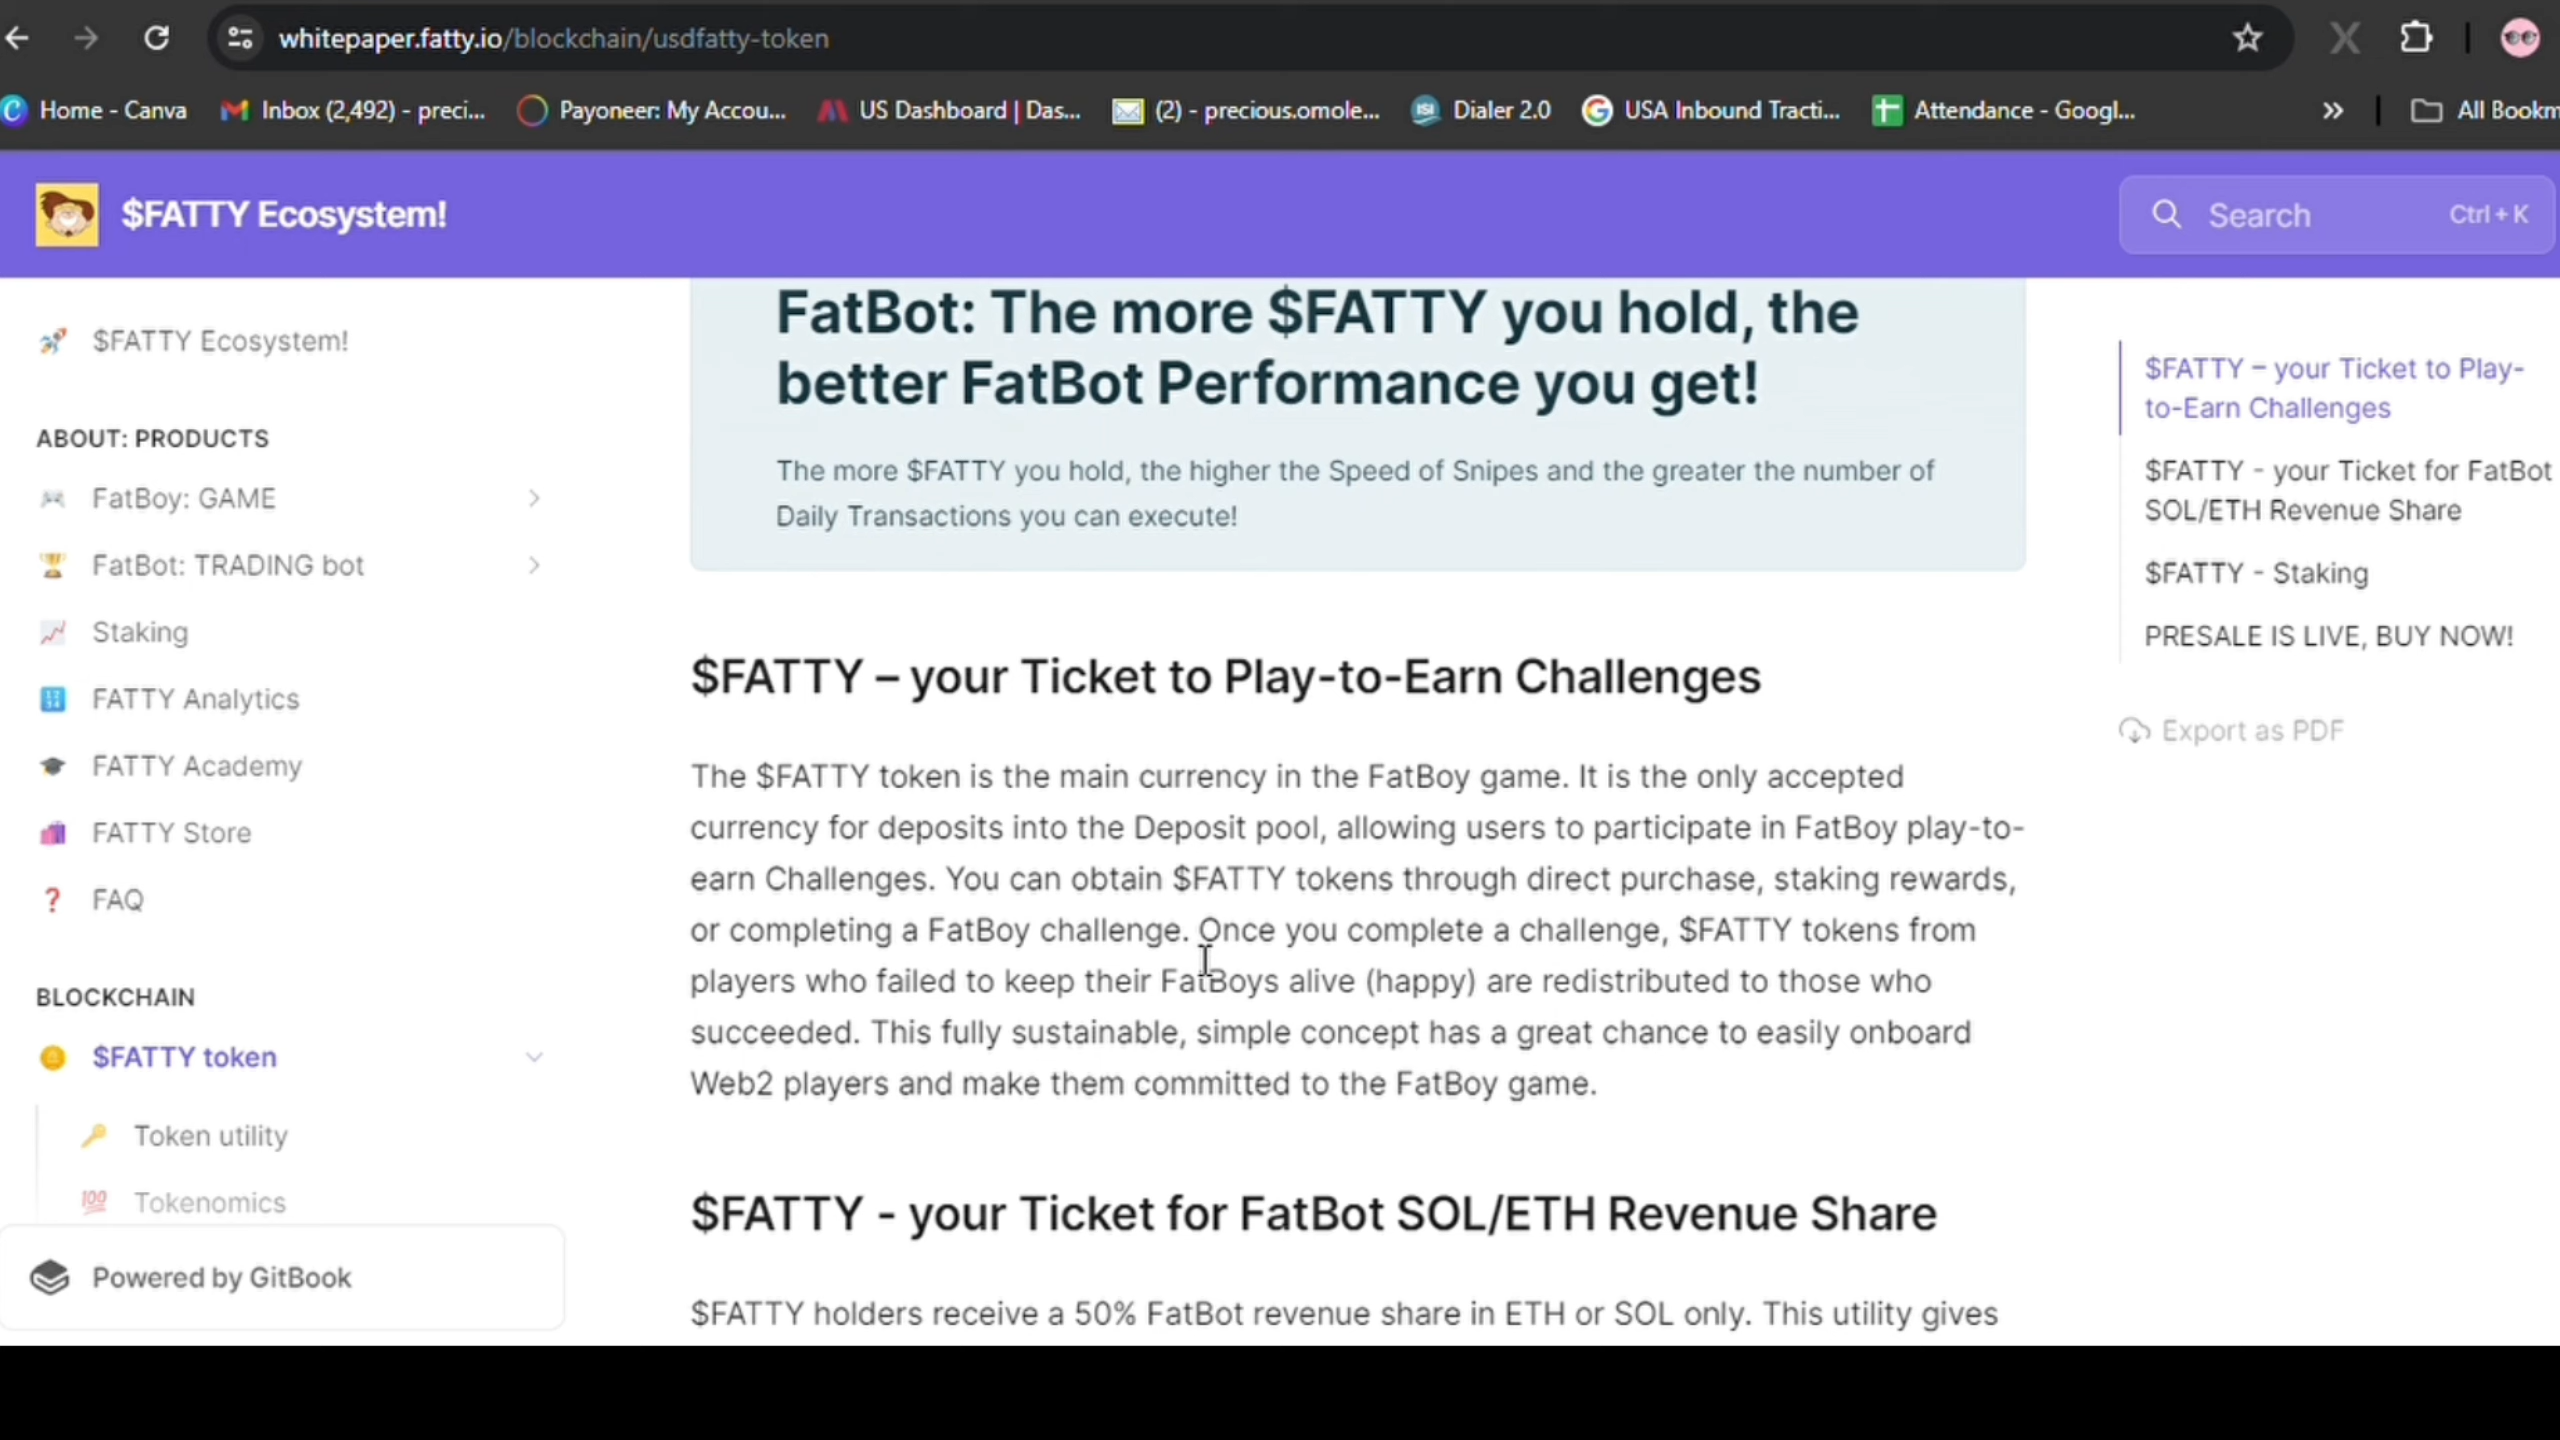 whitepaper.fatty.io/blockchain/usdfatty-token
Home - Canva
Inbox (2,492) - preci...
Payoneer: My Accou...
US Dashboard | Das...
(2) - precious.omole...
Dialer 2.0
USA Inbound Tracti...
Attendance - Googl...
All Bookm
$FATTY Ecosystem!
Search
Ctrl + K
$FATTY Ecosystem!
ABOUT: PRODUCTS
FatBoy: GAME
FatBot: TRADING bot
Staking
FATTY Analytics
FATTY Academy
FATTY Store
FAQ
BLOCKCHAIN
$FATTY token
Token utility
Tokenomics
Powered by GitBook
FatBot: The more $FATTY you hold, the
better FatBot Performance you get!
The more $FATTY you hold, the higher the Speed of Snipes and the greater the number of
Daily Transactions you can execute!
$FATTY – your Ticket to Play-to-Earn Challenges
The $FATTY token is the main currency in the FatBoy game. It is the only accepted
currency for deposits into the Deposit pool, allowing users to participate in FatBoy play-to-
earn Challenges. You can obtain $FATTY tokens through direct purchase, staking rewards,
or completing a FatBoy challenge. Once you complete a challenge, $FATTY tokens from
players who failed to keep their FatBoys alive (happy) are redistributed to those who
succeeded. This fully sustainable, simple concept has a great chance to easily onboard
Web2 players and make them committed to the FatBoy game.
$FATTY - your Ticket for FatBot SOL/ETH Revenue Share
$FATTY holders receive a 50% FatBot revenue share in ETH or SOL only. This utility gives
$FATTY – your Ticket to Play-
to-Earn Challenges
$FATTY - your Ticket for FatBot
SOL/ETH Revenue Share
$FATTY - Staking
PRESALE IS LIVE, BUY NOW!
Export as PDF